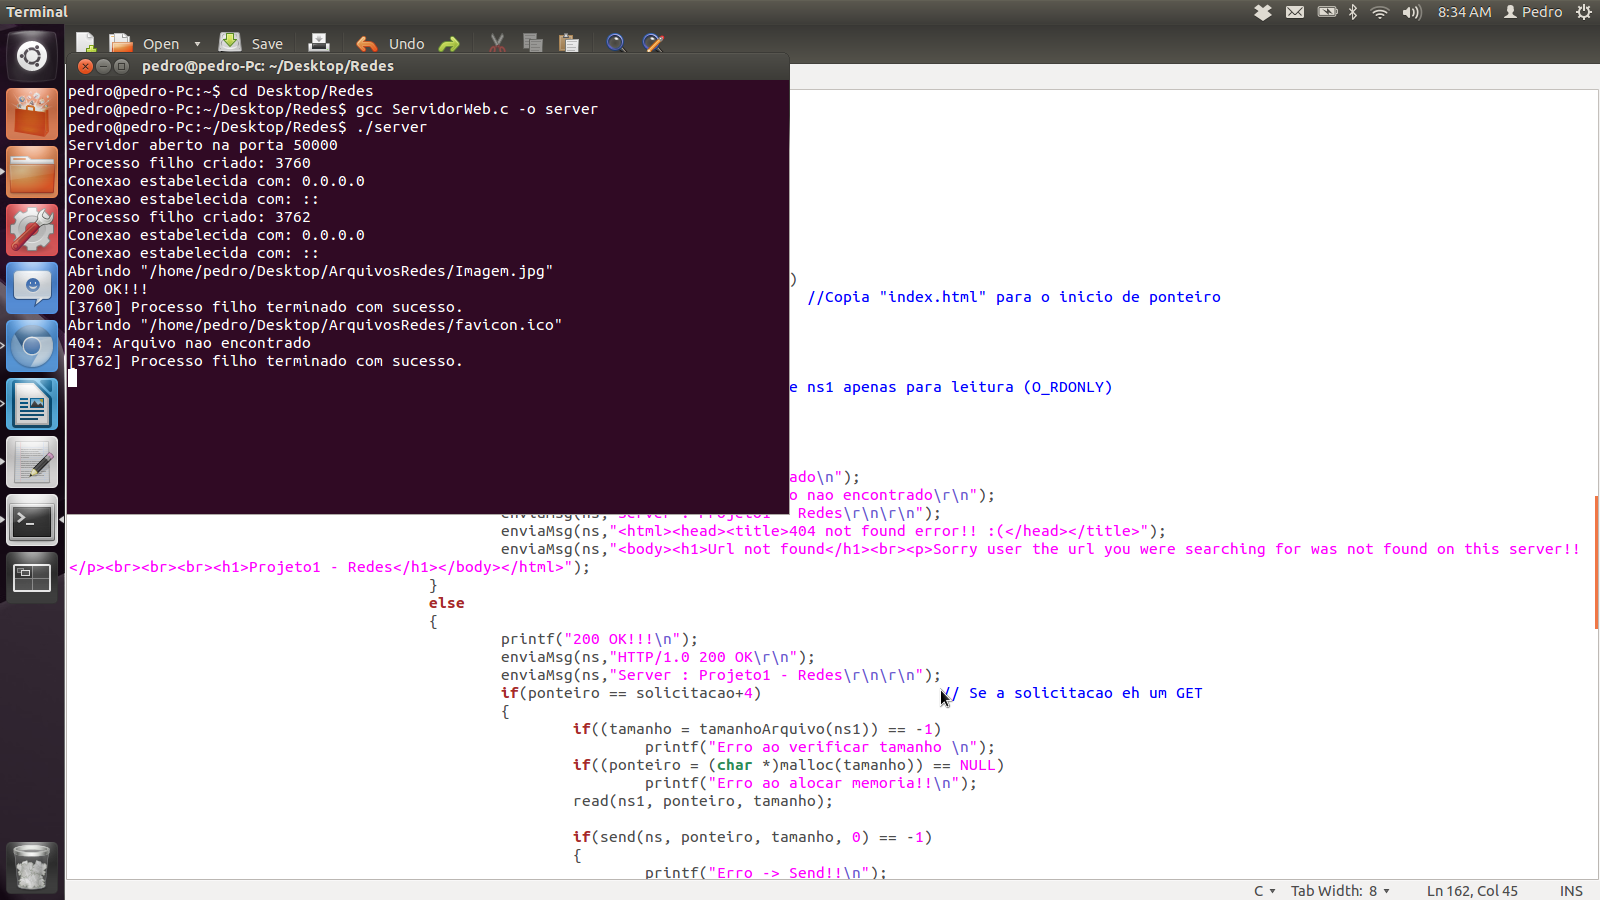 Terminal
8:34 AM
Pedro
Open
Save
Undo
pedro@pedro-Pc: ~/Desktop/Redes
pedro@pedro-Pc:~$ cd Desktop/Redes
pedro@pedro-Pc:~/Desktop/Redes$ gcc ServidorWeb.c -o server
pedro@pedro-Pc:~/Desktop/Redes$ ./server
Servidor aberto na porta 50000
Processo filho criado: 3760
Conexao estabelecida com: 0.0.0.0
Conexao estabelecida com: ::
Processo filho criado: 3762
Conexao estabelecida com: 0.0.0.0
Conexao estabelecida com: ::
Abrindo "/home/pedro/Desktop/ArquivosRedes/Imagem.jpg"
200 OK!!!
[3760] Processo filho terminado com sucesso.
Abrindo "/home/pedro/Desktop/ArquivosRedes/favicon.ico"
404: Arquivo nao encontrado
[3762] Processo filho terminado com sucesso.
)
//Copia "index.html" para o inicio de ponteiro
e ns1 apenas para leitura (O_RDONLY)
ado\n");
o nao encontrado\r\n");
enviaMsg(ns,"Server : Projeto1 - Redes\r\n\r\n");
enviaMsg(ns,"<html><head><title>404 not found error!! :(</head></title>");
enviaMsg(ns,"<body><h1>Url not found</h1><br><p>Sorry user the url you were searching for was not found on this server!!
</p><br><br><br><h1>Projeto1 - Redes</h1></body></html>");
}
else
{
printf("200 OK!!!\n");
enviaMsg(ns,"HTTP/1.0 200 OK\r\n");
enviaMsg(ns,"Server : Projeto1 - Redes\r\n\r\n");
if(ponteiro == solicitacao+4) // Se a solicitacao eh um GET
{
if((tamanho = tamanhoArquivo(ns1)) == -1)
printf("Erro ao verificar tamanho \n");
if((ponteiro = (char *)malloc(tamanho)) == NULL)
printf("Erro ao alocar memoria!!\n");
read(ns1, ponteiro, tamanho);
if(send(ns, ponteiro, tamanho, 0) == -1)
{
printf("Erro -> Send!!\n");
C
Tab Width: 8
Ln 162, Col 45
INS